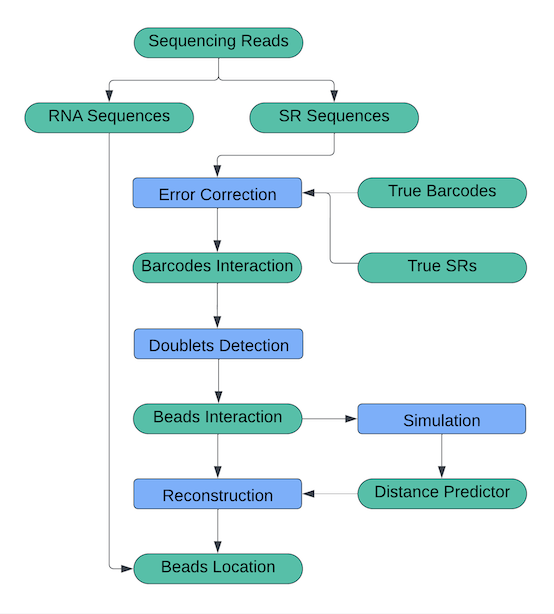 Sequencing Reads
RNA Sequences
SR Sequences
Error Correction
True Barcodes
Barcodes Interaction
True SRs
Doublets Detection
Beads Interaction
Simulation
Reconstruction
Distance Predictor
Beads Location